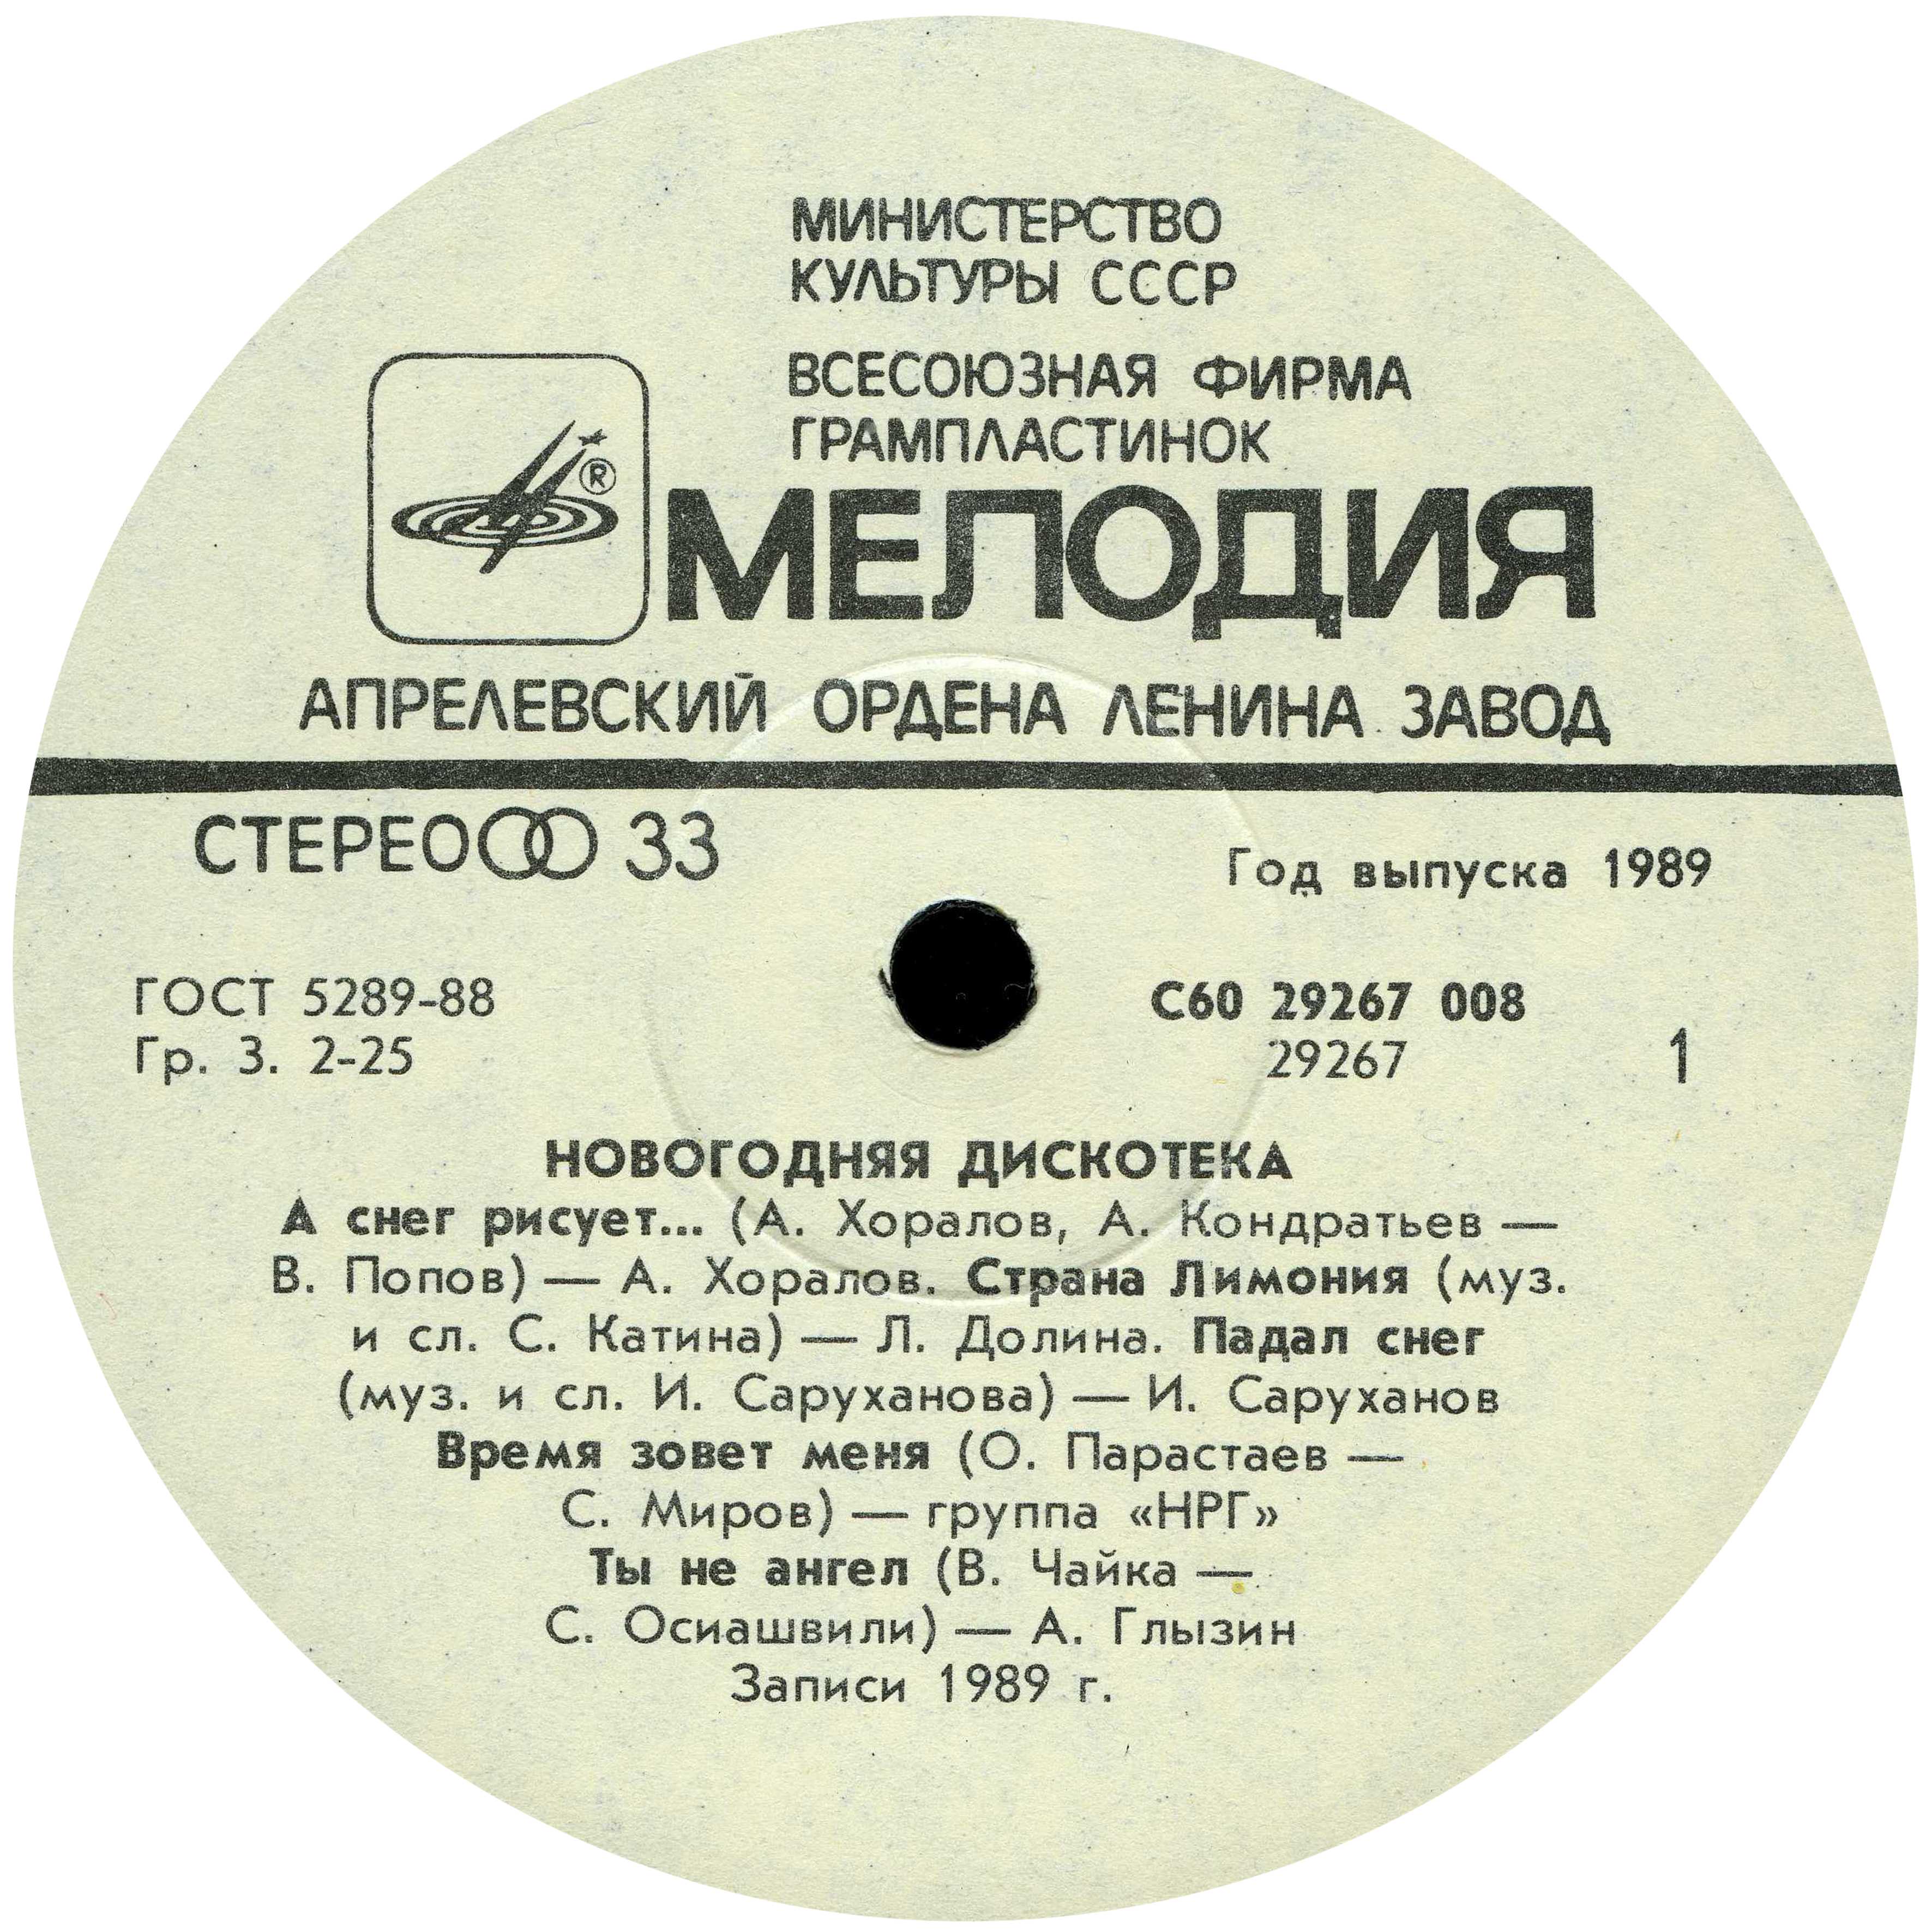 МИНИСТЕРСТВО
КУЛЬТУРЫ СССР
ВСЕСОЮЗНАЯ ФИРМА
ГРАМПЛАСТИНОК
®
МЕЛОДИЯ
АПРЕЛЕВСКИЙ ОРДЕНА ЛЕНИНА ЗАВОД
СТЕРЕО 33
Год выпуска 1989
ГОСТ 5289-88
Гр. 3. 2-25
С60 29267 008
29267
1
НОВОГОДНЯЯ ДИСКОТЕКА
А снег рисует... (А. Хоралов, А. Кондратьев —
В. Попов) — А. Хоралов. Страна Лимония (муз.
и сл. С. Катина) — Л. Долина. Падал снег
(муз. и сл. И. Саруханова) — И. Саруханов
Время зовет меня (О. Парастаев —
С. Миров) — группа «НРГ»
Ты не ангел (В. Чайка —
С. Осиашвили) — А. Глызин
Записи 1989 г.